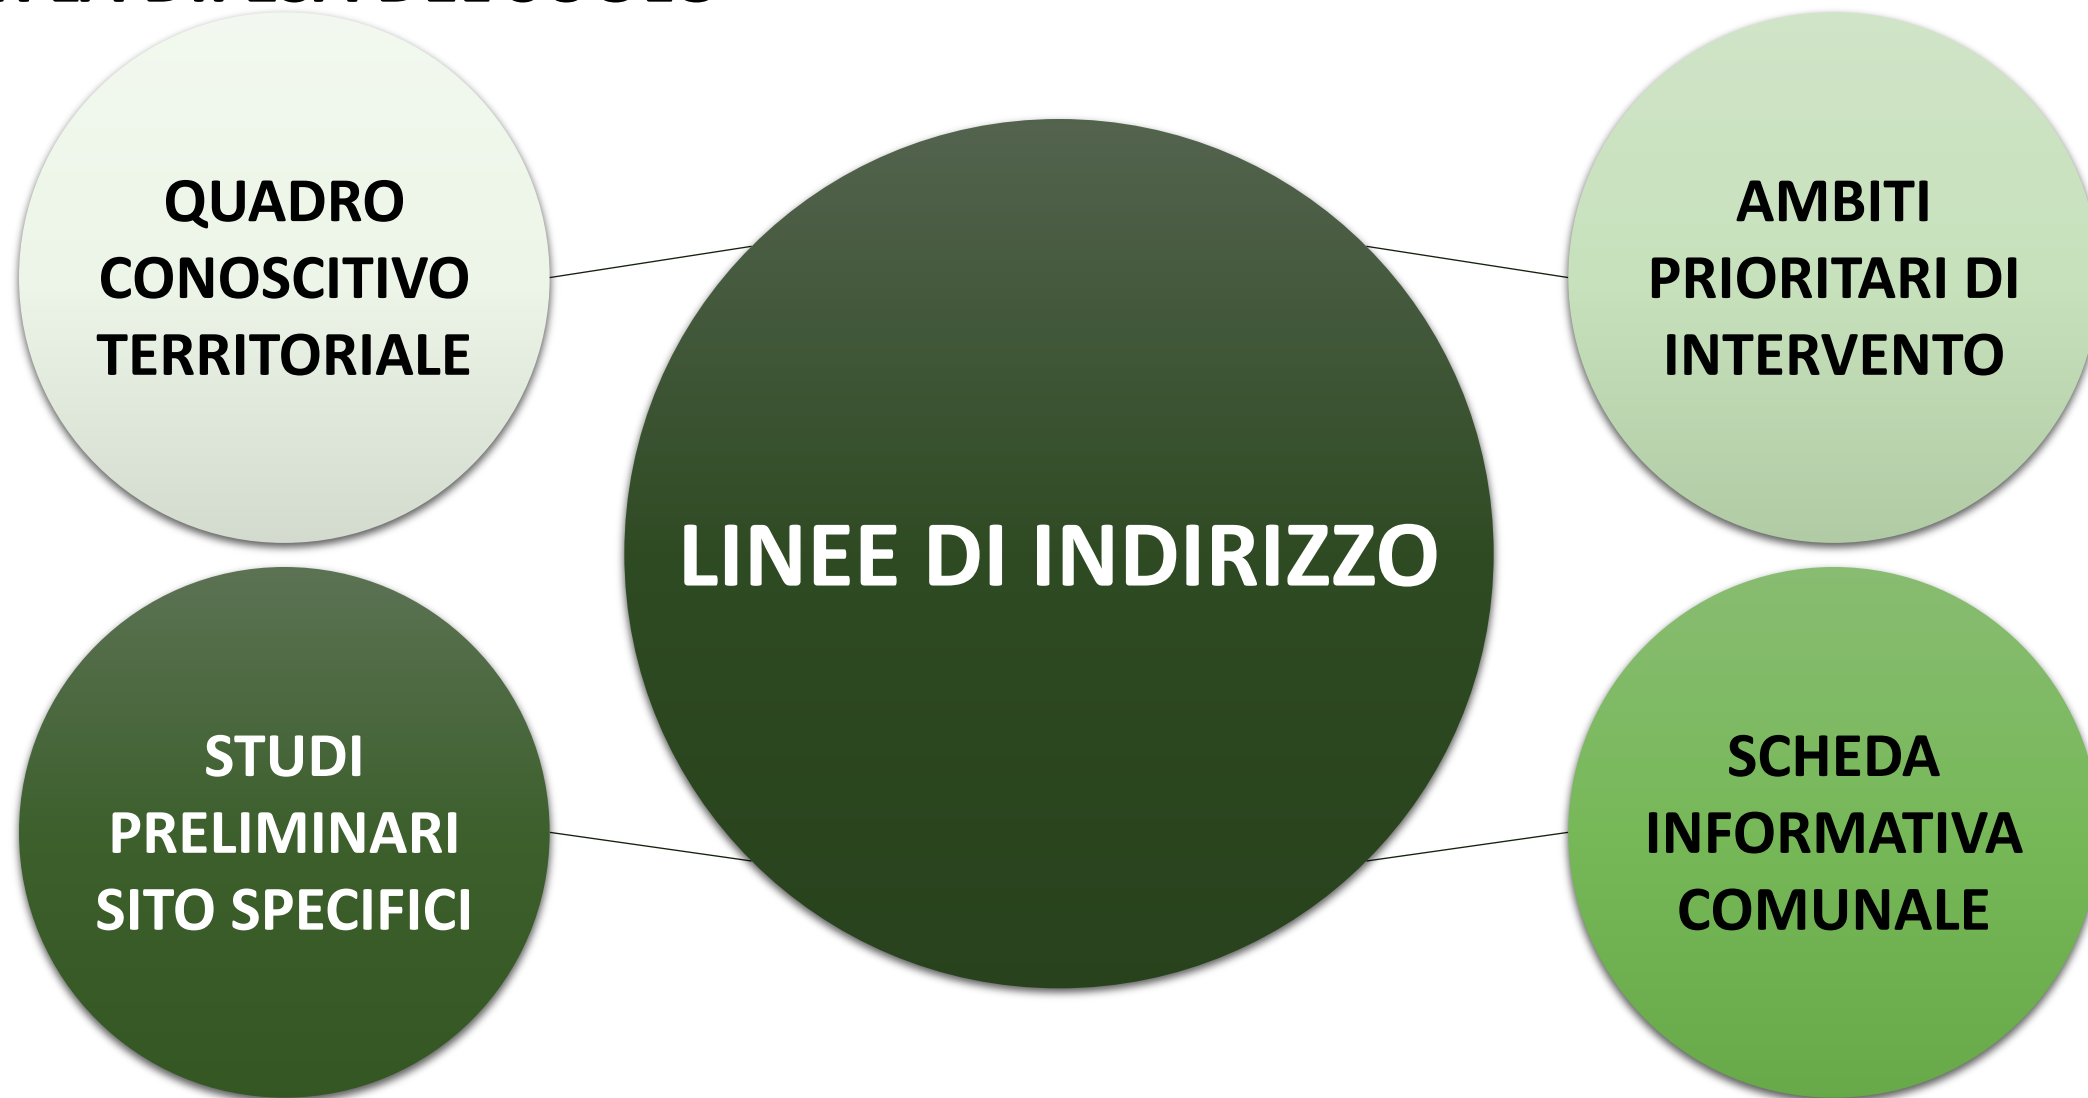 QUADRO
CONOSCITIVO
TERRITORIALE
AMBITI
PRIORITARI DI
INTERVENTO
LINEE DI INDIRIZZO
STUDI
PRELIMINARI
SITO SPECIFICI
SCHEDA
INFORMATIVA
COMUNALE